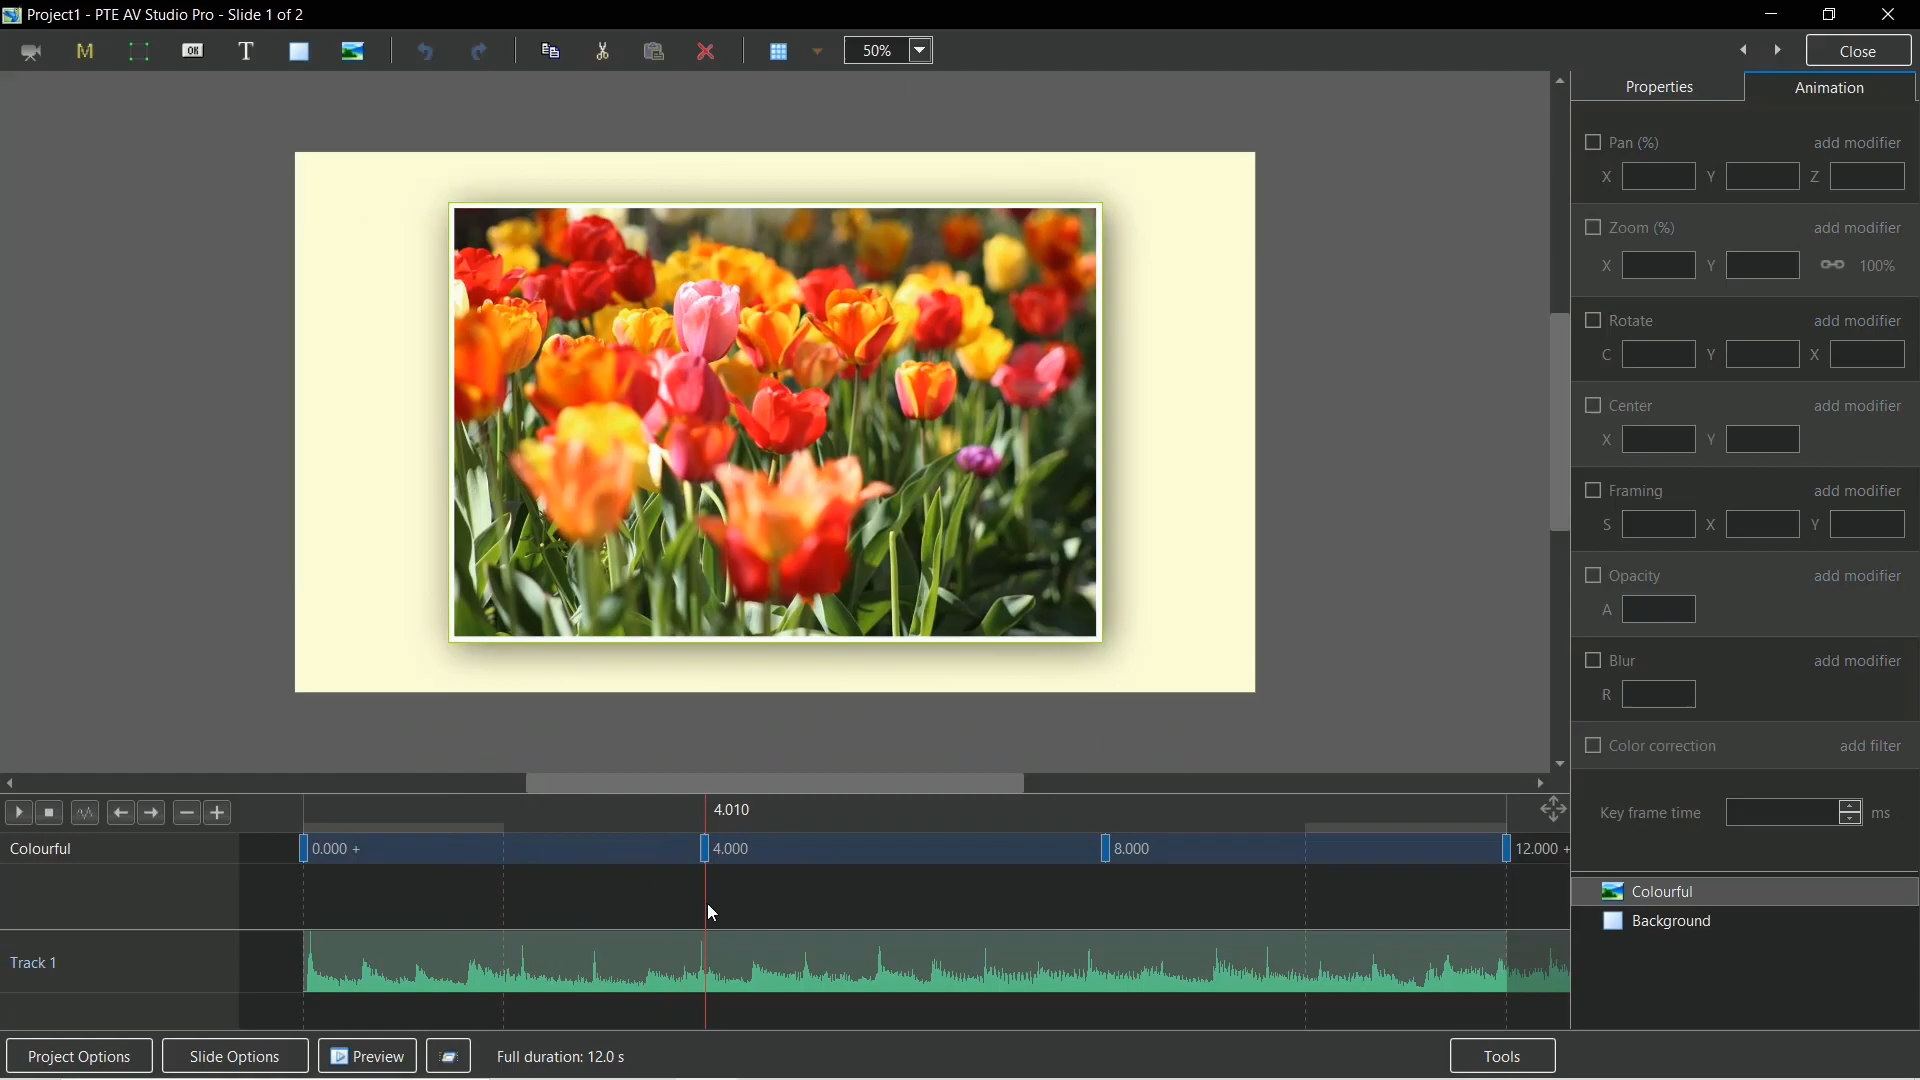 Project1 - PTE AV Studio Pro - Slide 1 of 2
M OK T 50% Close
Properties Animation
Pan (%) add modifier
X Y Z
Zoom (%) add modifier
X Y 100%
Rotate add modifier
C Y X
Center add modifier
X Y
Framing add modifier
S X Y
Opacity add modifier
A
Blur add modifier
R
Color correction add filter
Key frame time ms
4.010
Colourful 0.000 + 4.000 8.000 12.000 +
Colourful
Background
Track 1
Project Options Slide Options Preview Full duration: 12.0 s Tools